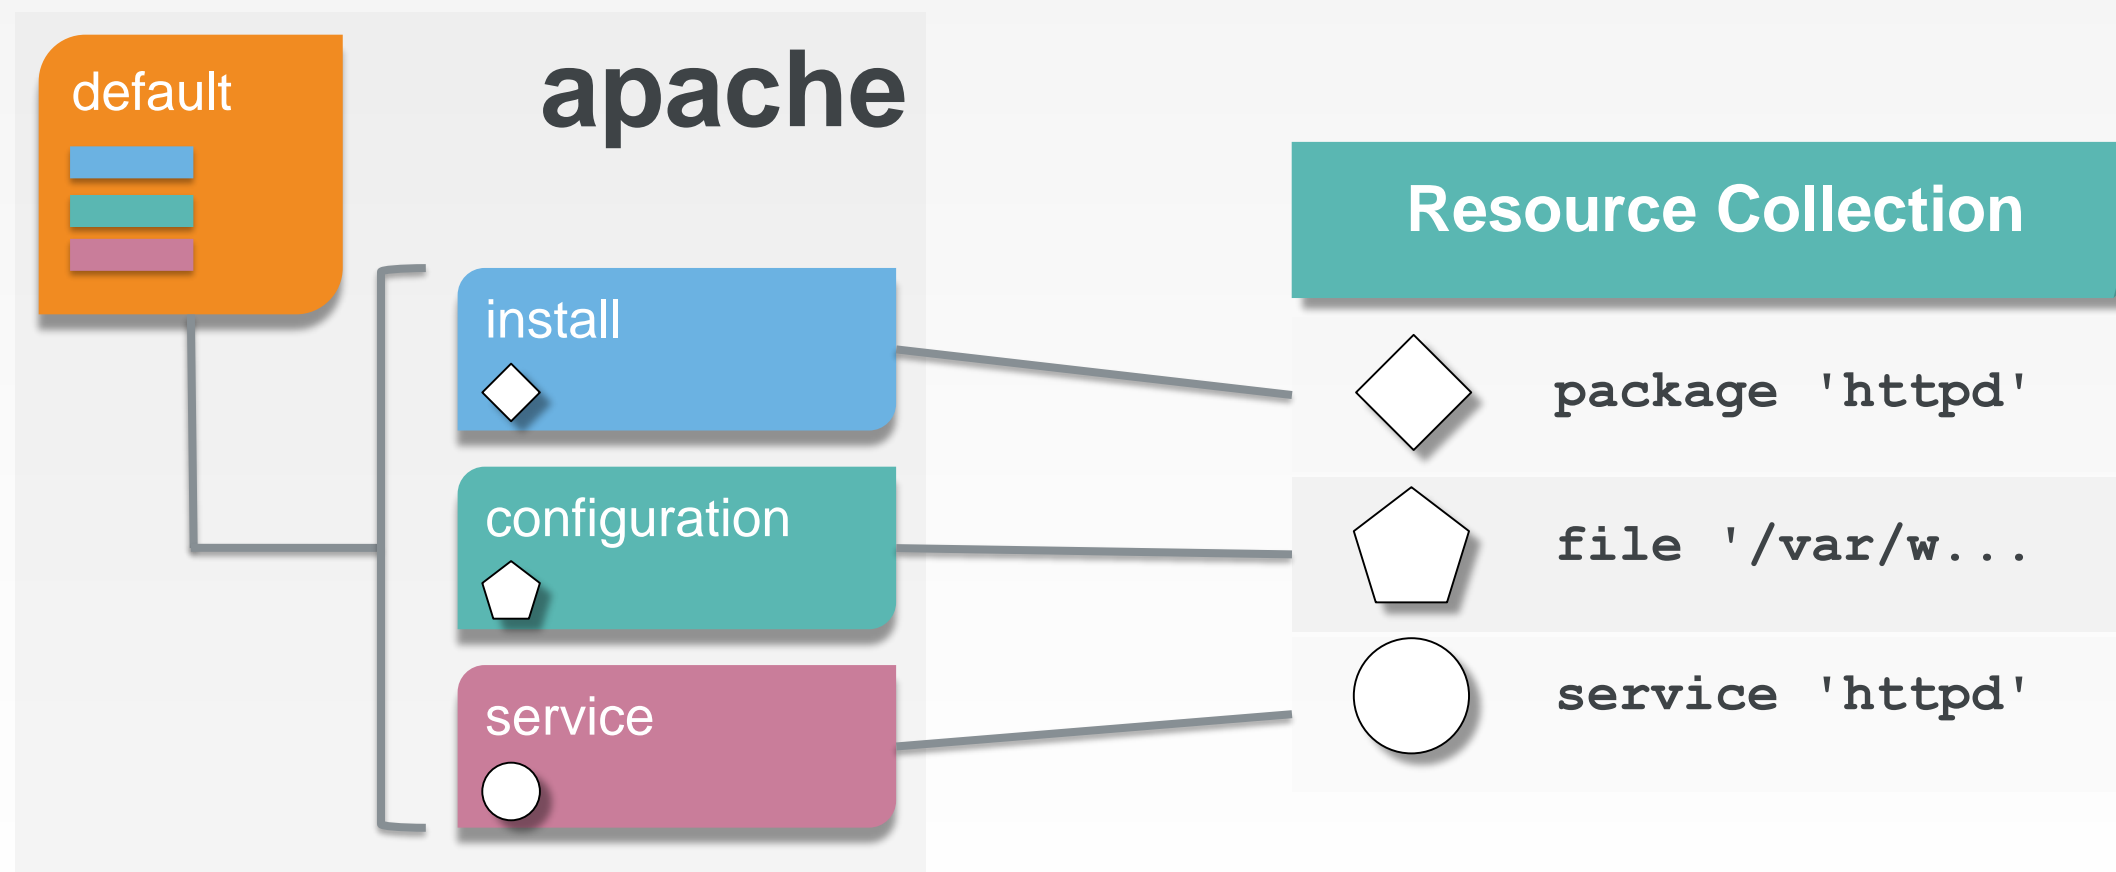 default
apache
install
configuration
service
Resource Collection
package 'httpd'
file '/var/w...
service 'httpd'